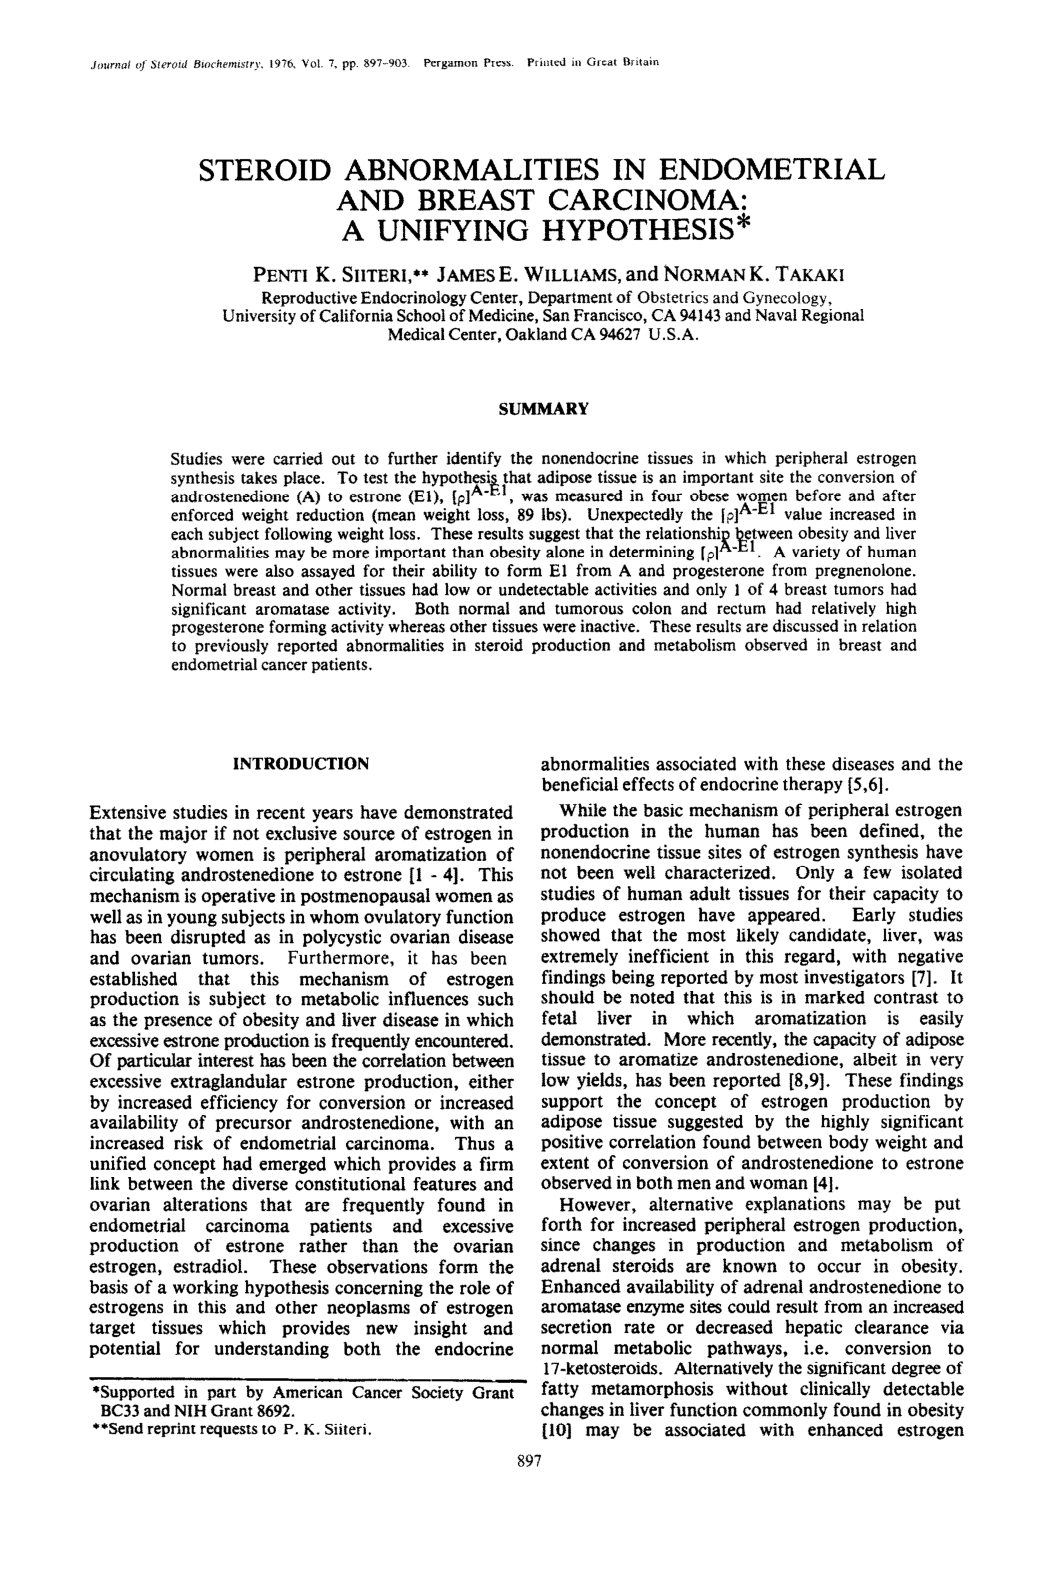 Journal of Steroid Biochemistry, 1976, Vol. 7, pp. 897-903. Pergamon Press. Printed in Great Britain
STEROID ABNORMALITIES IN ENDOMETRIAL
AND BREAST CARCINOMA:
A UNIFYING HYPOTHESIS*
PENTI K. SIITERI,** JAMES E. WILLIAMS, and NORMAN K. TAKAKI
Reproductive Endocrinology Center, Department of Obstetrics and Gynecology,
University of California School of Medicine, San Francisco, CA 94143 and Naval Regional
Medical Center, Oakland CA 94627 U.S.A.
SUMMARY
Studies were carried out to further identify the nonendocrine tissues in which peripheral estrogen
synthesis takes place. To test the hypothesis that adipose tissue is an important site the conversion of
androstenedione (A) to estrone (E1), [ρ]A-E1, was measured in four obese women before and after
enforced weight reduction (mean weight loss, 89 lbs). Unexpectedly the [ρ]A-E1 value increased in
each subject following weight loss. These results suggest that the relationship between obesity and liver
abnormalities may be more important than obesity alone in determining [ρ]A-E1. A variety of human
tissues were also assayed for their ability to form E1 from A and progesterone from pregnenolone.
Normal breast and other tissues had low or undetectable activities and only 1 of 4 breast tumors had
significant aromatase activity. Both normal and tumorous colon and rectum had relatively high
progesterone forming activity whereas other tissues were inactive. These results are discussed in relation
to previously reported abnormalities in steroid production and metabolism observed in breast and
endometrial cancer patients.
INTRODUCTION
Extensive studies in recent years have demonstrated
that the major if not exclusive source of estrogen in
anovulatory women is peripheral aromatization of
circulating androstenedione to estrone [1 - 4]. This
mechanism is operative in postmenopausal women as
well as in young subjects in whom ovulatory function
has been disrupted as in polycystic ovarian disease
and ovarian tumors. Furthermore, it has been
established that this mechanism of estrogen
production is subject to metabolic influences such
as the presence of obesity and liver disease in which
excessive estrone production is frequently encountered.
Of particular interest has been the correlation between
excessive extraglandular estrone production, either
by increased efficiency for conversion or increased
availability of precursor androstenedione, with an
increased risk of endometrial carcinoma. Thus a
unified concept had emerged which provides a firm
link between the diverse constitutional features and
ovarian alterations that are frequently found in
endometrial carcinoma patients and excessive
production of estrone rather than the ovarian
estrogen, estradiol. These observations form the
basis of a working hypothesis concerning the role of
estrogens in this and other neoplasms of estrogen
target tissues which provides new insight and
potential for understanding both the endocrine
*Supported in part by American Cancer Society Grant
BC33 and NIH Grant 8692.
**Send reprint requests to P. K. Siiteri.
abnormalities associated with these diseases and the
beneficial effects of endocrine therapy [5,6].
While the basic mechanism of peripheral estrogen
production in the human has been defined, the
nonendocrine tissue sites of estrogen synthesis have
not been well characterized. Only a few isolated
studies of human adult tissues for their capacity to
produce estrogen have appeared. Early studies
showed that the most likely candidate, liver, was
extremely inefficient in this regard, with negative
findings being reported by most investigators [7]. It
should be noted that this is in marked contrast to
fetal liver in which aromatization is easily
demonstrated. More recently, the capacity of adipose
tissue to aromatize androstenedione, albeit in very
low yields, has been reported [8,9]. These findings
support the concept of estrogen production by
adipose tissue suggested by the highly significant
positive correlation found between body weight and
extent of conversion of androstenedione to estrone
observed in both men and woman [4].
However, alternative explanations may be put
forth for increased peripheral estrogen production,
since changes in production and metabolism of
adrenal steroids are known to occur in obesity.
Enhanced availability of adrenal androstenedione to
aromatase enzyme sites could result from an increased
secretion rate or decreased hepatic clearance via
normal metabolic pathways, i.e. conversion to
17-ketosteroids. Alternatively the significant degree of
fatty metamorphosis without clinically detectable
changes in liver function commonly found in obesity
[10] may be associated with enhanced estrogen
897